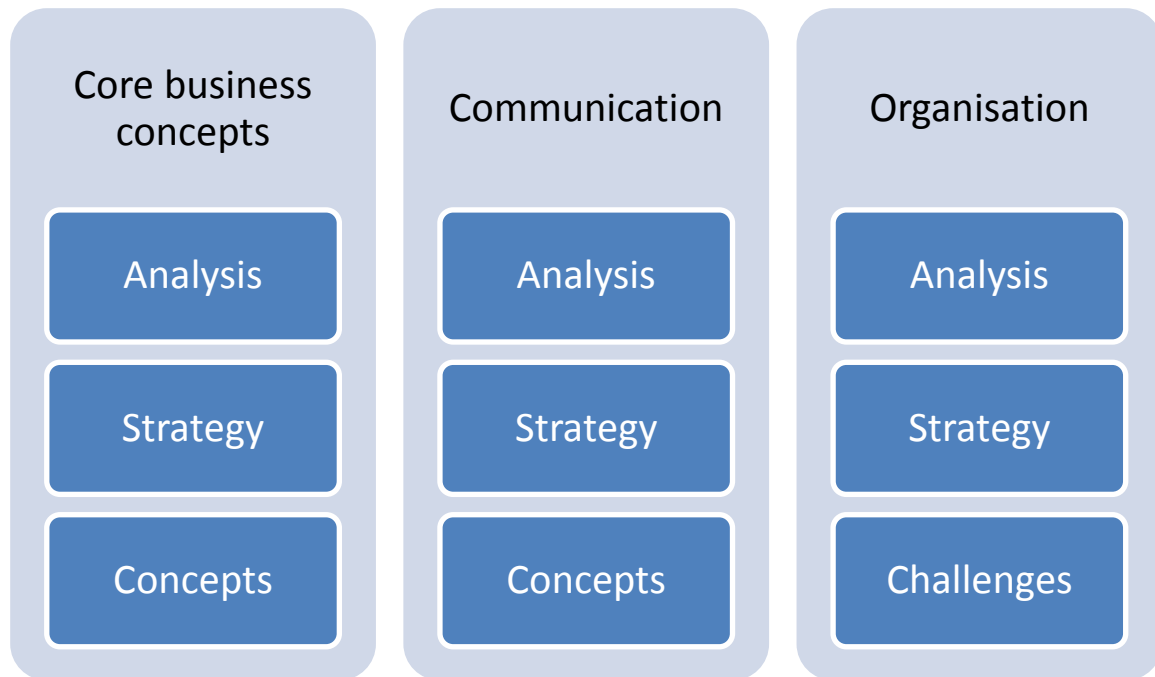 Core business
concepts
Analysis
Strategy
Concepts
Communication
Analysis
Strategy
Concepts
Organisation
Analysis
Strategy
Challenges